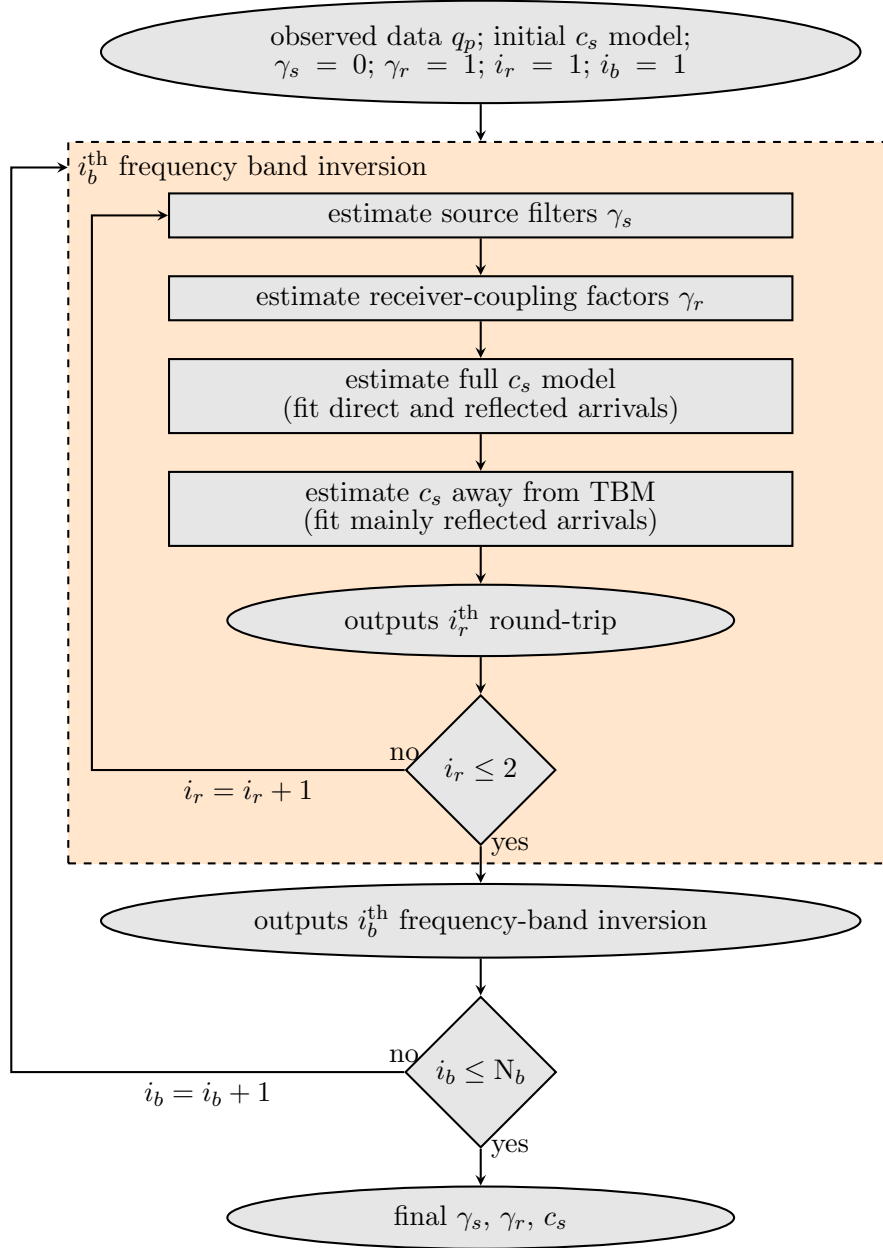 observed data q_p; initial c_s model;
γ_s = 0; γ_r = 1; i_r = 1; i_b = 1
i_b^th frequency band inversion
estimate source filters γ_s
estimate receiver-coupling factors γ_r
estimate full c_s model
(fit direct and reflected arrivals)
estimate c_s away from TBM
(fit mainly reflected arrivals)
outputs i_r^th round-trip
no
i_r ≤ 2
i_r = i_r + 1
yes
outputs i_b^th frequency-band inversion
no
i_b ≤ N_b
i_b = i_b + 1
yes
final γ_s, γ_r, c_s